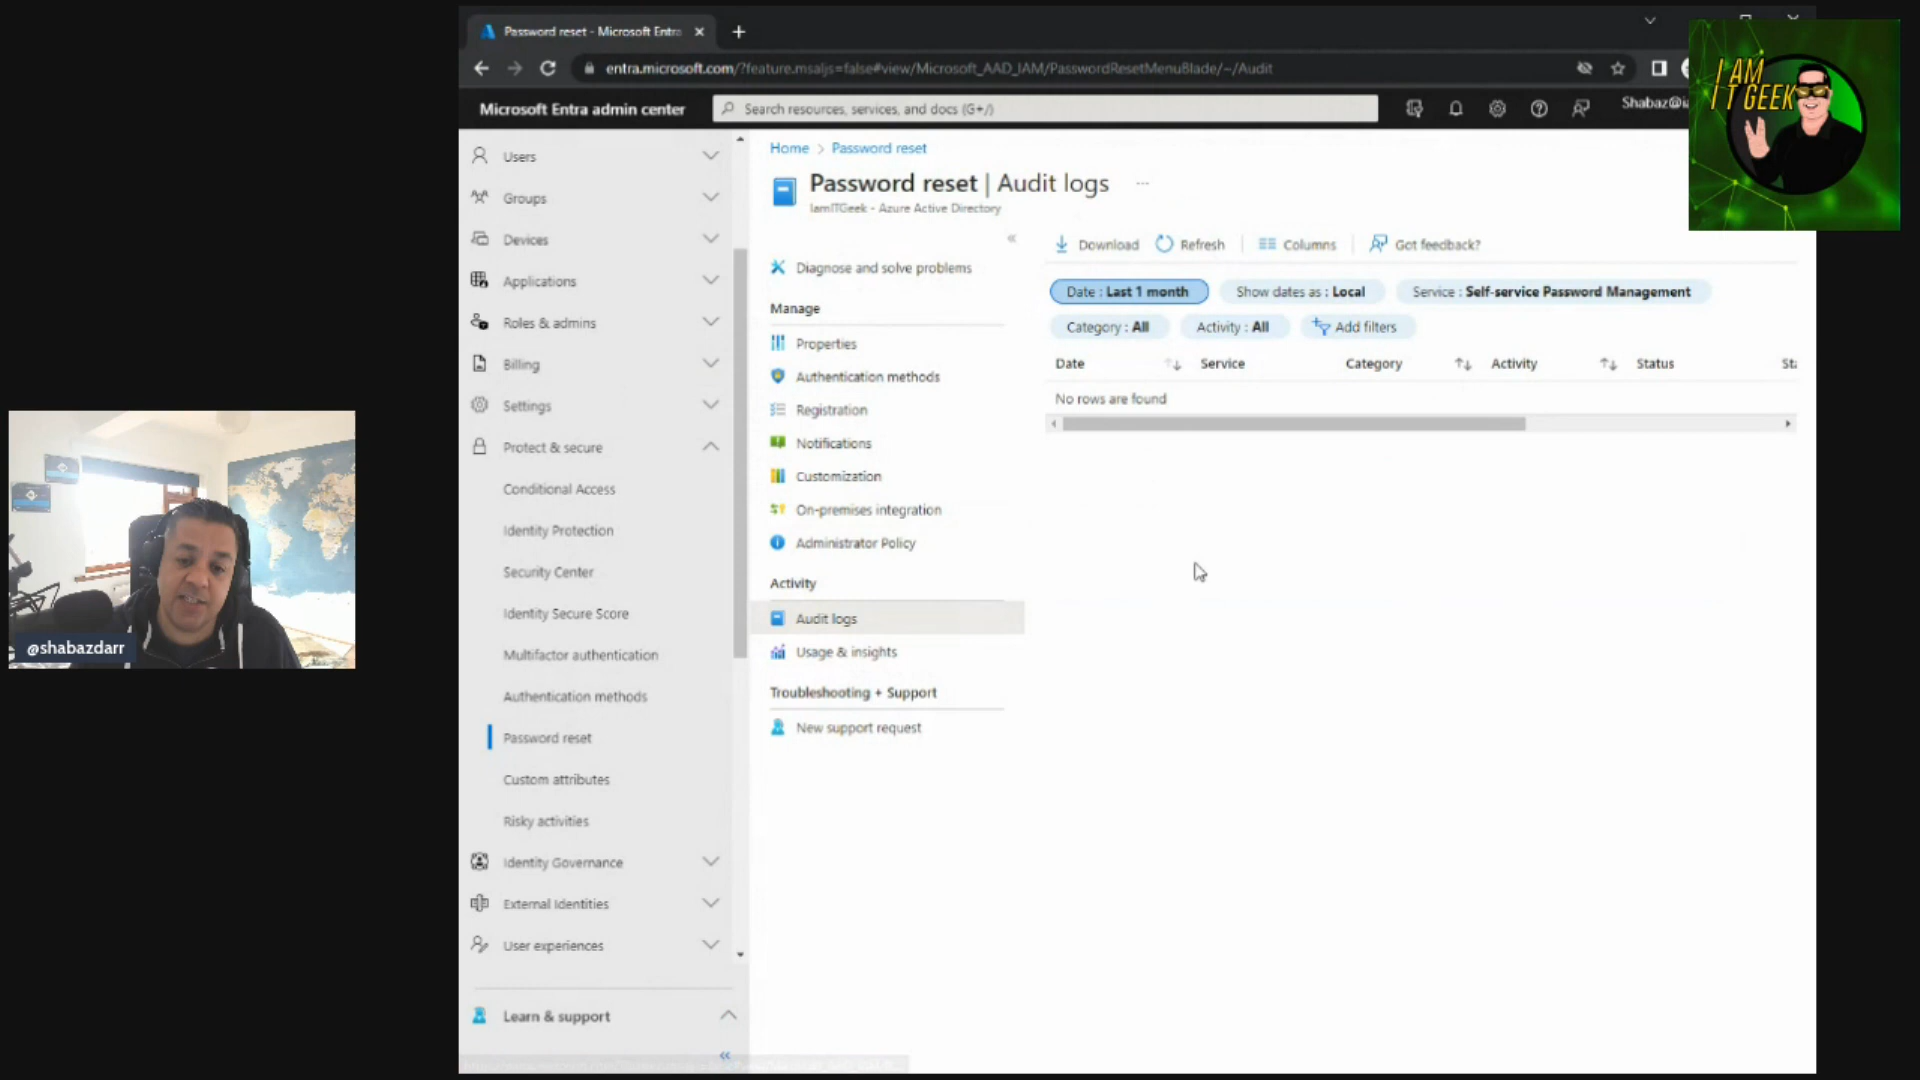 Password reset - Microsoft Entra
entra.microsoft.com/?feature.msaljs=false#view/Microsoft_AAD_IAM/PasswordResetMenuBlade/~/Audit
I AM
I T GEEK
Microsoft Entra admin center
Search resources, services, and docs (G+/)
Shabaz@ia
Users
Groups
Devices
Applications
Roles & admins
Billing
Settings
Protect & secure
Conditional Access
Identity Protection
Security Center
Identity Secure Score
Multifactor authentication
Authentication methods
Password reset
Custom attributes
Risky activities
Identity Governance
External Identities
User experiences
Learn & support
Home > Password reset
Password reset | Audit logs ...
IamITGeek - Azure Active Directory
Diagnose and solve problems
Manage
Properties
Authentication methods
Registration
Notifications
Customization
On-premises integration
Administrator Policy
Activity
Audit logs
Usage & insights
Troubleshooting + Support
New support request
Download Refresh Columns Got feedback?
Date : Last 1 month Show dates as : Local Service : Self-service Password Management
Category : All Activity : All Add filters
Date Service Category Activity Status Sta
No rows are found
@shabazdarr